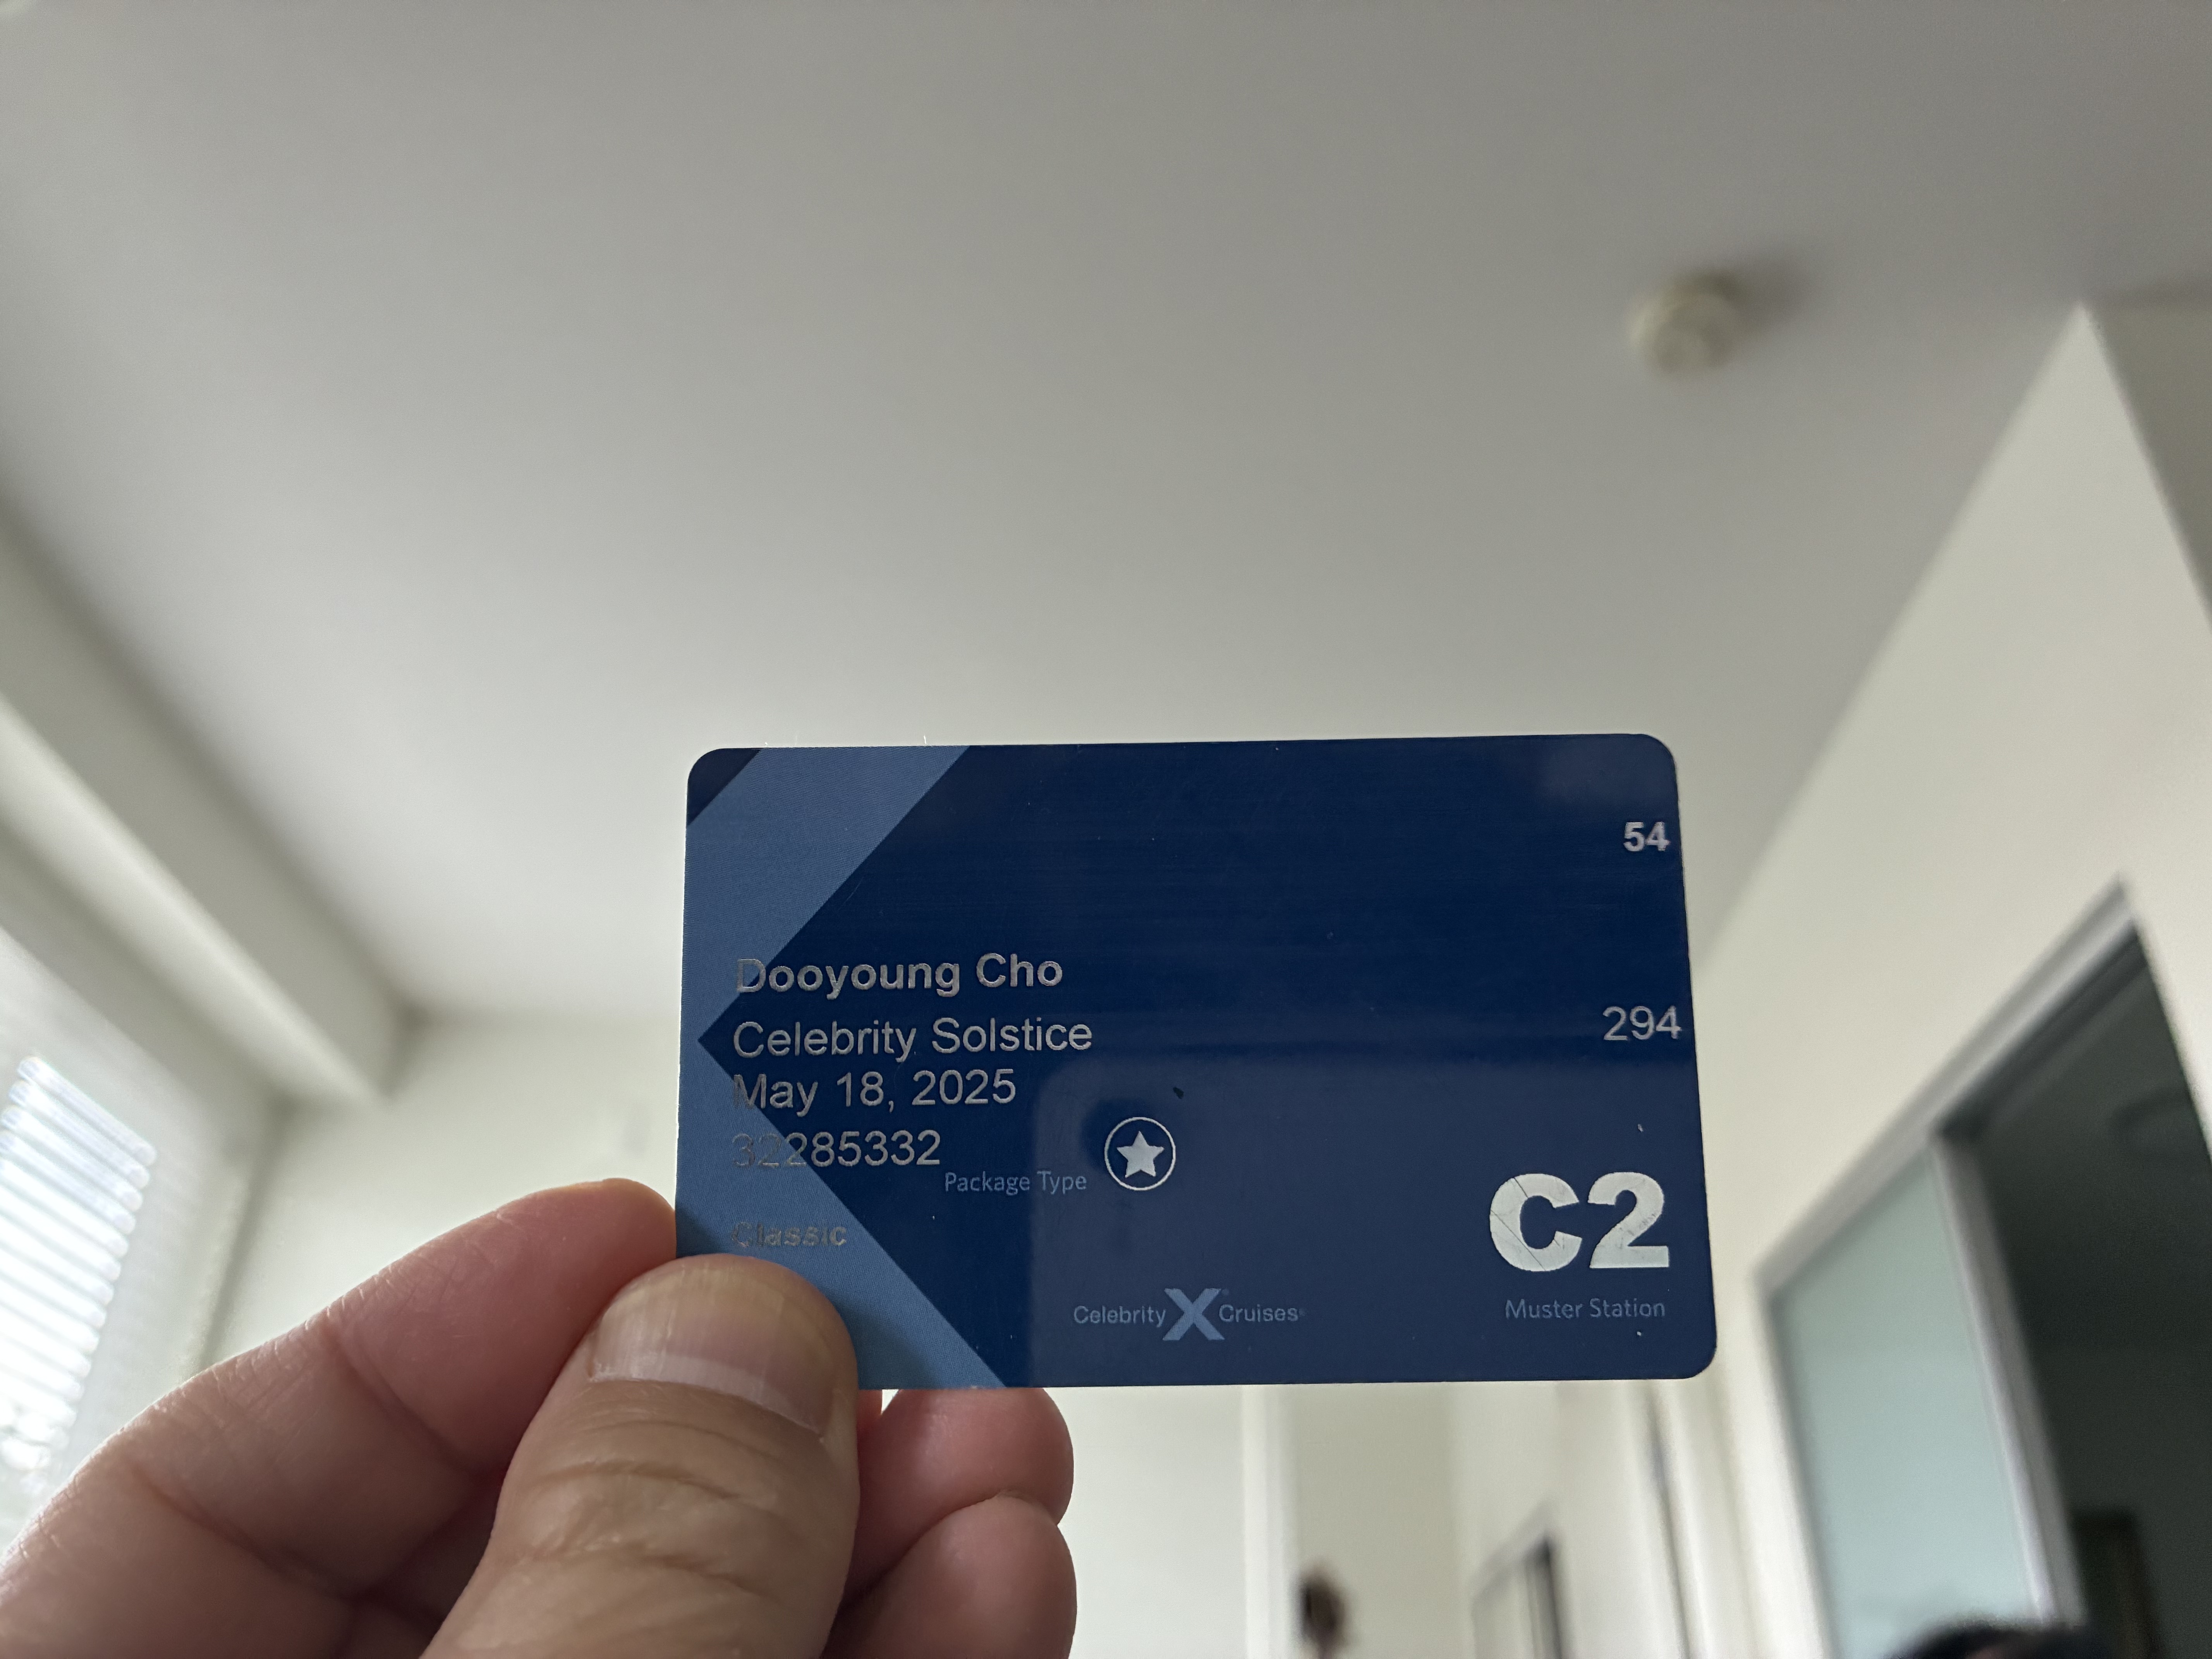 54
Dooyoung Cho
Celebrity Solstice
294
May 18, 2025
32285332
Package Type
Classic
C2
Celebrity X Cruises
Muster Station